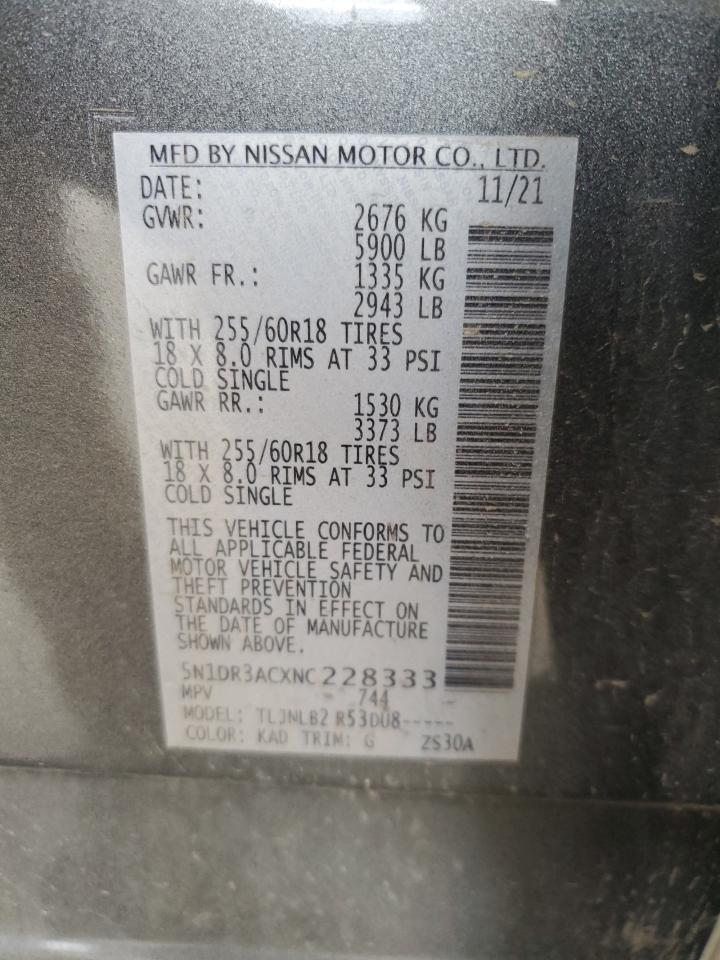 MFD BY NISSAN MOTOR CO., LTD.
DATE: 11/21
GVWR: 2676 KG
5900 LB
GAWR FR.: 1335 KG
2943 LB
WITH 255/60R18 TIRES
18 X 8.0 RIMS AT 33 PSI
COLD SINGLE
GAWR RR.: 1530 KG
3373 LB
WITH 255/60R18 TIRES
18 X 8.0 RIMS AT 33 PSI
COLD SINGLE
THIS VEHICLE CONFORMS TO
ALL APPLICABLE FEDERAL
MOTOR VEHICLE SAFETY AND
THEFT PREVENTION
STANDARDS IN EFFECT ON
THE DATE OF MANUFACTURE
SHOWN ABOVE.
5N1DR3ACXNC228333
MPV - 744 -
MODEL: TLJNLB2 R53DU8-----
COLOR: KAD TRIM: G ZS30A